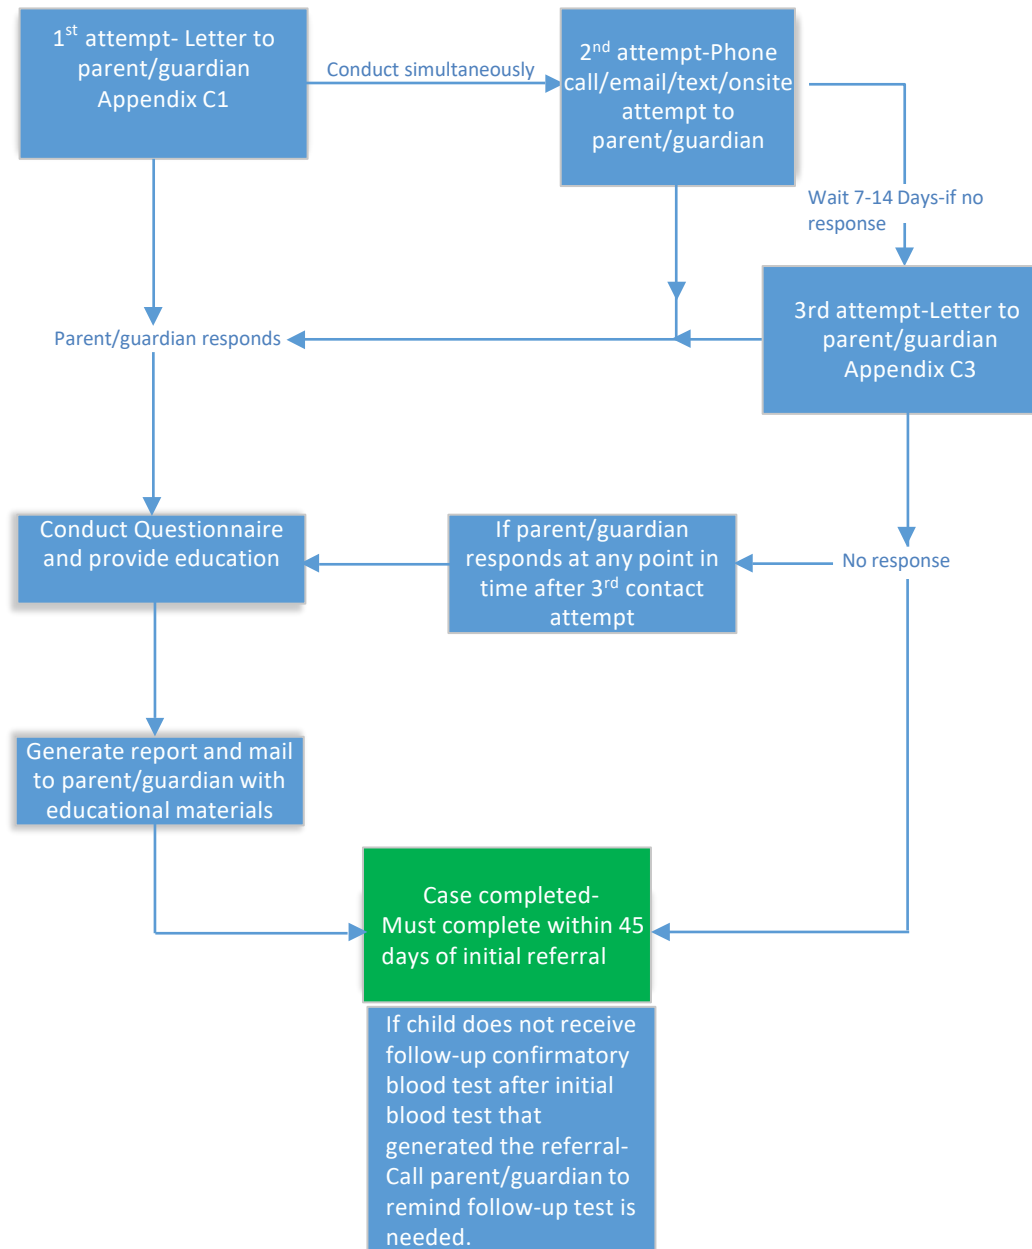 1st attempt- Letter to
parent/guardian
Appendix C1
Conduct simultaneously
2nd attempt-Phone
call/email/text/onsite
attempt to
parent/guardian
Wait 7-14 Days-if no
response
3rd attempt-Letter to
parent/guardian
Appendix C3
Parent/guardian responds
Conduct Questionnaire
and provide education
If parent/guardian
responds at any point in
time after 3rd contact
attempt
No response
Generate report and mail
to parent/guardian with
educational materials
Case completed-
Must complete within 45
days of initial referral
If child does not receive
follow-up confirmatory
blood test after initial
blood test that
generated the referral-
Call parent/guardian to
remind follow-up test is
needed.